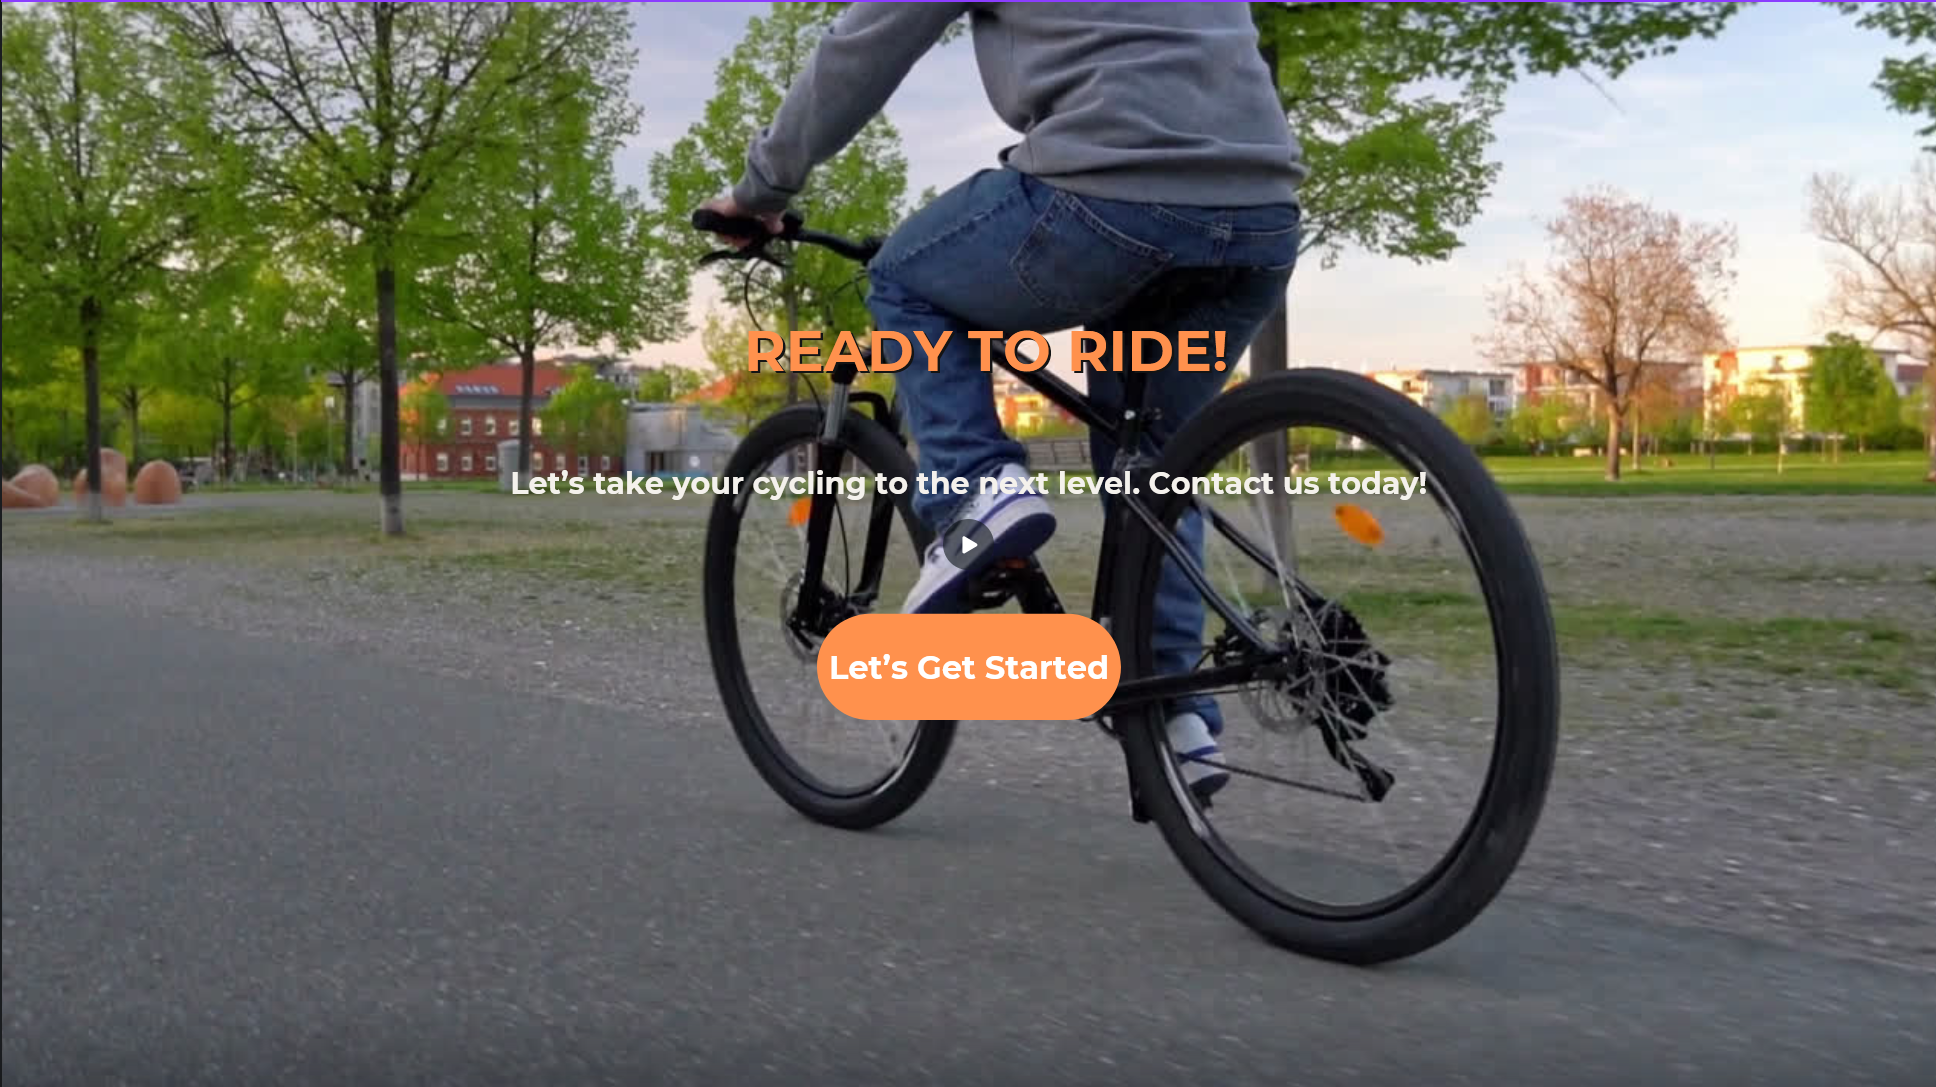 READY TO RIDE!
Let’s take your cycling to the next level. Contact us today!
Let’s Get Started